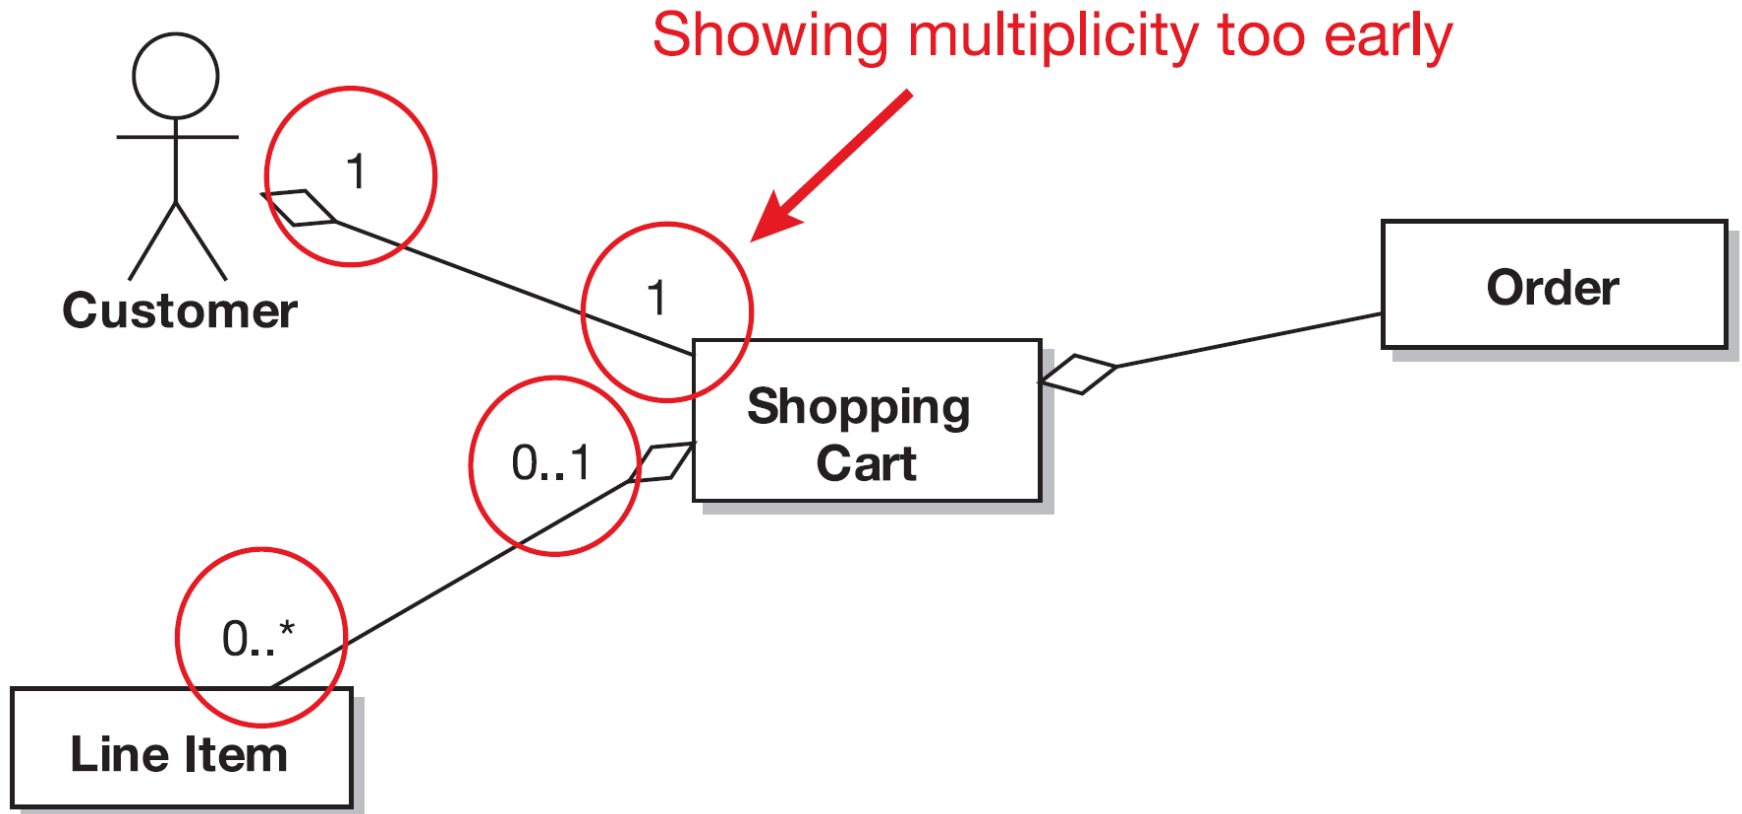 Showing multiplicity too early
1
1
Customer
Order
Shopping
Cart
0..1
0..*
Line Item